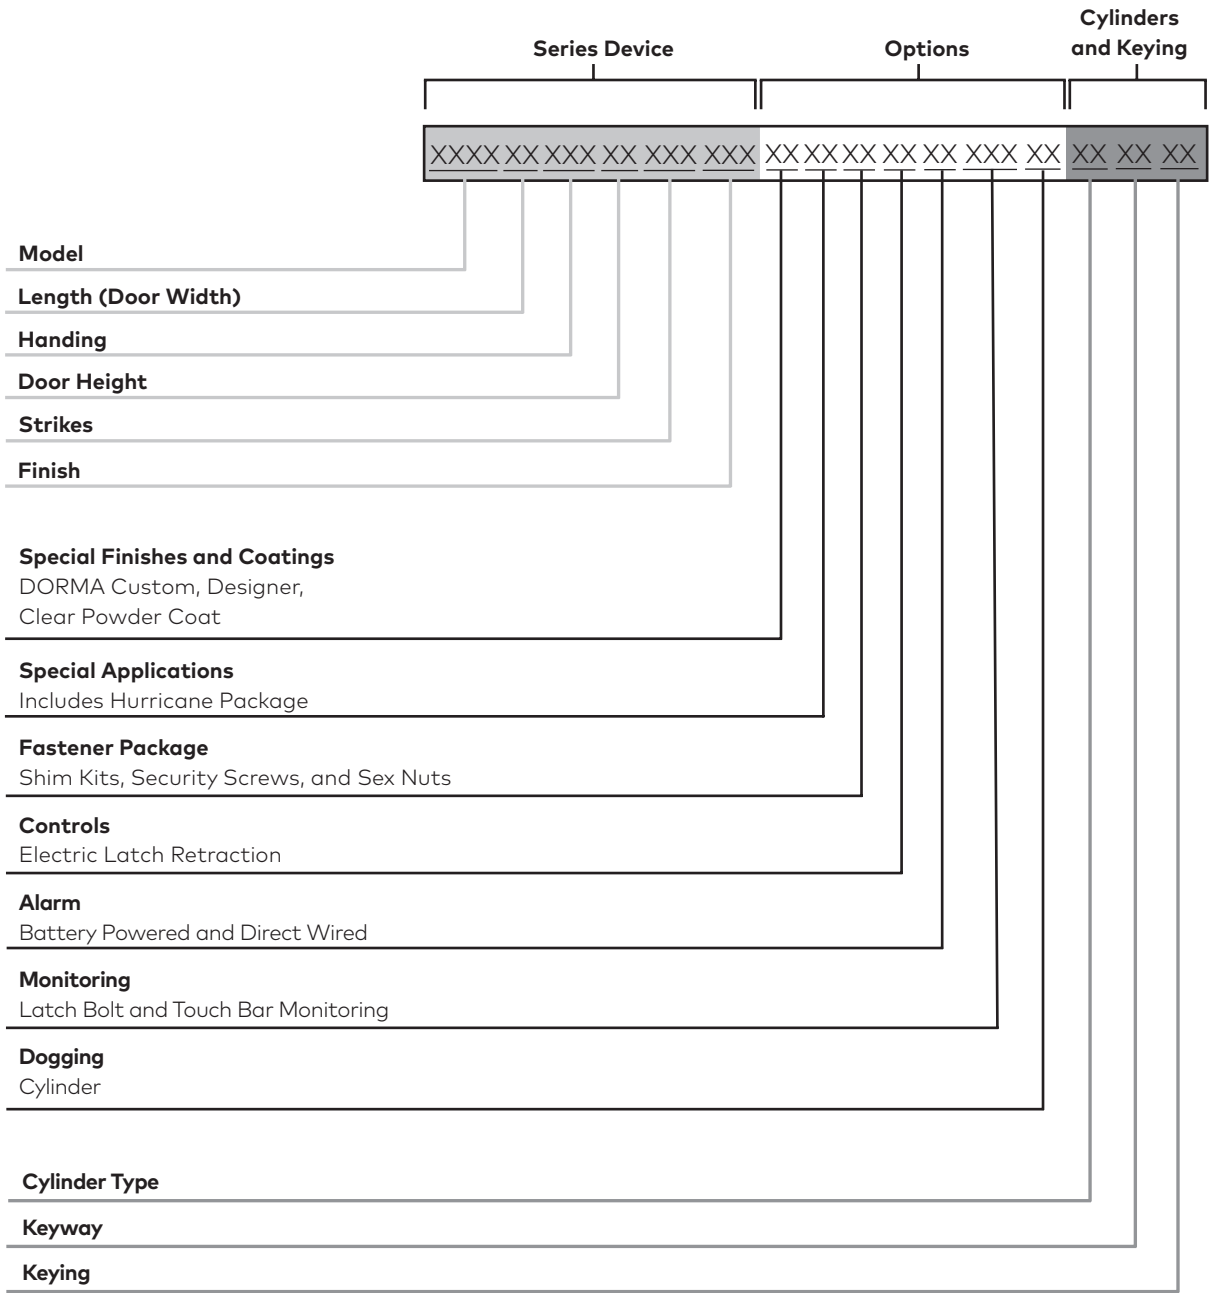 Cylinders
Series Device Options and Keying
XXXX XX XXX XX XXX XXX XX XX XX XX XX XXX XX XX XX XX
Model
Length (Door Width)
Handing
Door Height
Strikes
Finish
Special Finishes and Coatings
DORMA Custom, Designer,
Clear Powder Coat
Special Applications
Includes Hurricane Package
Fastener Package
Shim Kits, Security Screws, and Sex Nuts
Controls
Electric Latch Retraction
Alarm
Battery Powered and Direct Wired
Monitoring
Latch Bolt and Touch Bar Monitoring
Dogging
Cylinder
Cylinder Type
Keyway
Keying